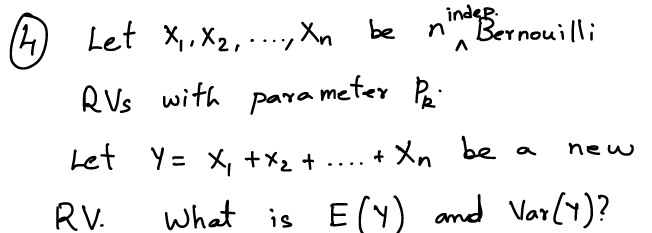 ④ Let X₁, X₂, ...., Xₙ be n indep. Bernouilli
RVs with parameter Pₖ.
Let Y = X₁ + X₂ + .... + Xₙ be a new
RV. What is E(Y) and Var(Y)?